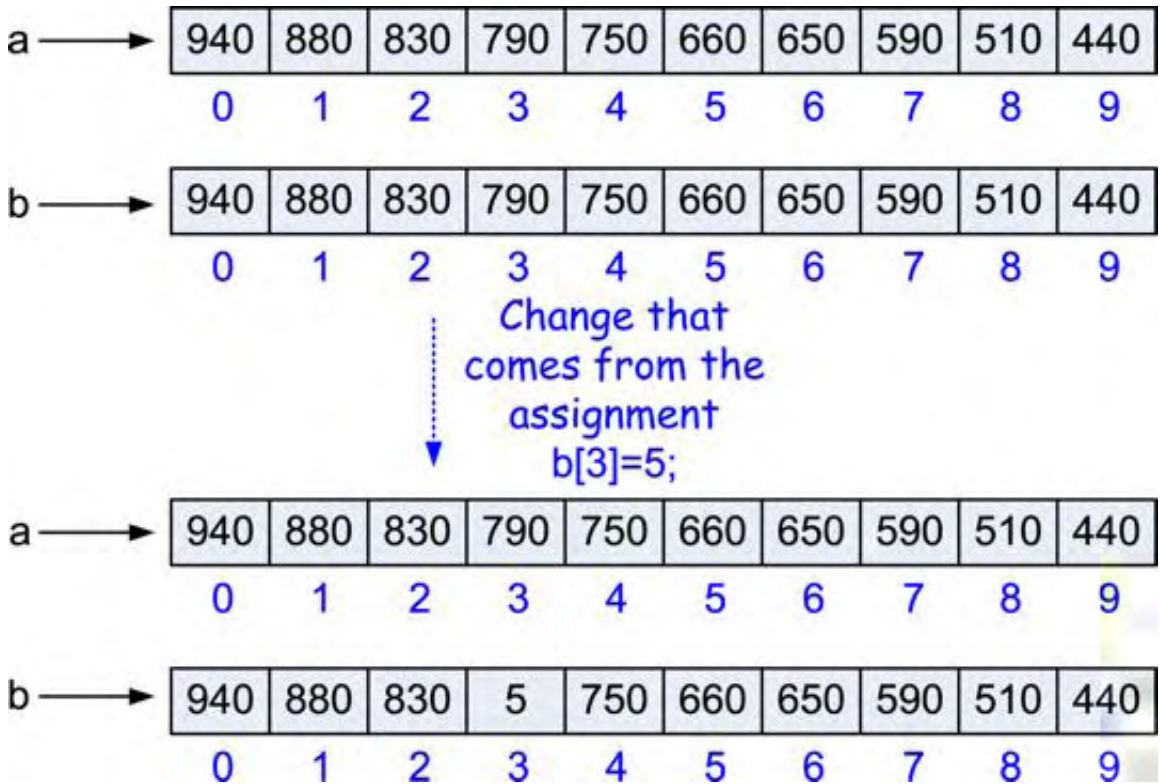 a 940 880 830 790 750 660 650 590 510 440
0 1 2 3 4 5 6 7 8 9
b 940 880 830 790 750 660 650 590 510 440
0 1 2 3 4 5 6 7 8 9
Change that
comes from the
assignment
b[3]=5;
a 940 880 830 790 750 660 650 590 510 440
0 1 2 3 4 5 6 7 8 9
b 940 880 830 5 750 660 650 590 510 440
0 1 2 3 4 5 6 7 8 9